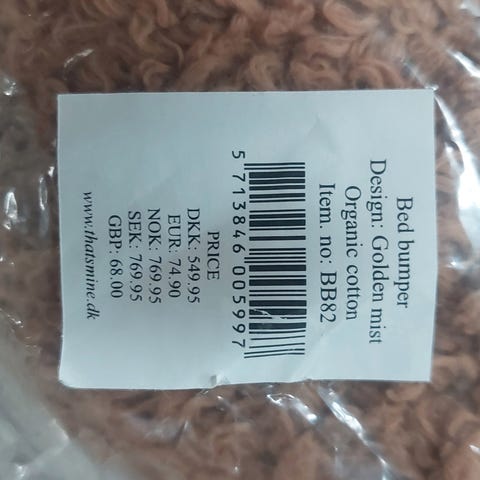 Bed bumper
Design: Golden mist
Organic cotton
Item. no: BB82
5 713846 005997
PRICE
DKK: 549.95
EUR: 74.90
NOK: 769.95
SEK: 769.95
GBP: 68.00
www.thatsmine.dk